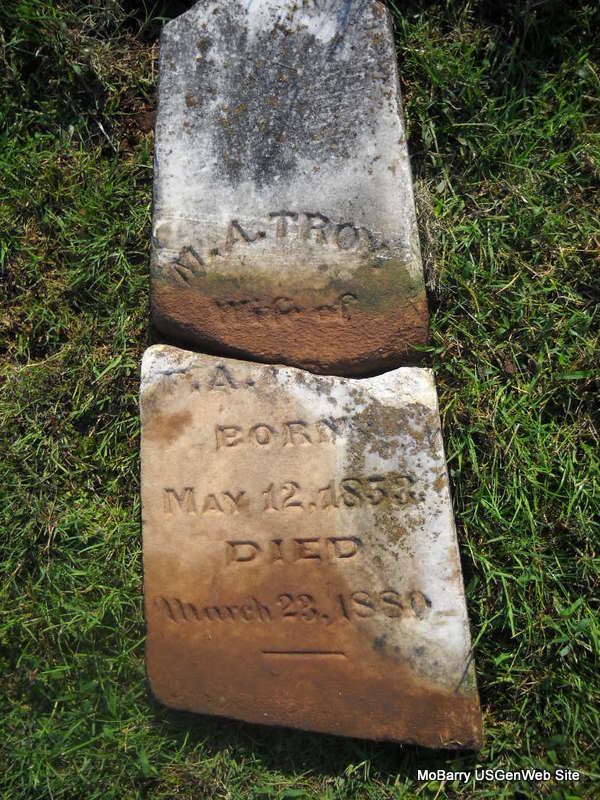 M. A. TROY
Wife of
A.
BORN
MAY 12, 1853.
DIED
March 23, 1880.
MoBarry USGenWeb Site